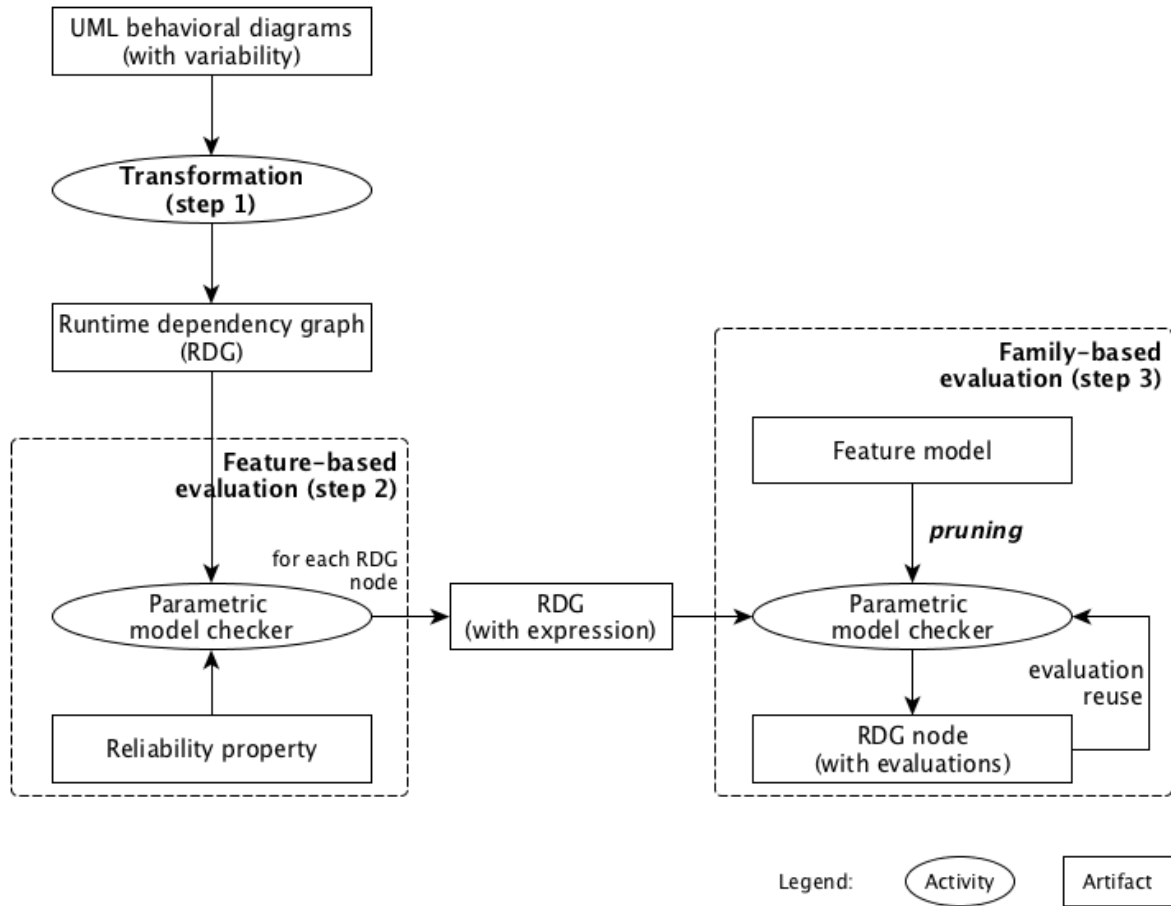 UML behavioral diagrams
(with variability)
Transformation
(step 1)
Runtime dependency graph
(RDG)
Feature-based
evaluation (step 2)
for each RDG
node
Parametric
model checker
Reliability property
RDG
(with expression)
Family-based
evaluation (step 3)
Feature model
pruning
Parametric
model checker
evaluation
reuse
RDG node
(with evaluations)
Legend:
Activity
Artifact